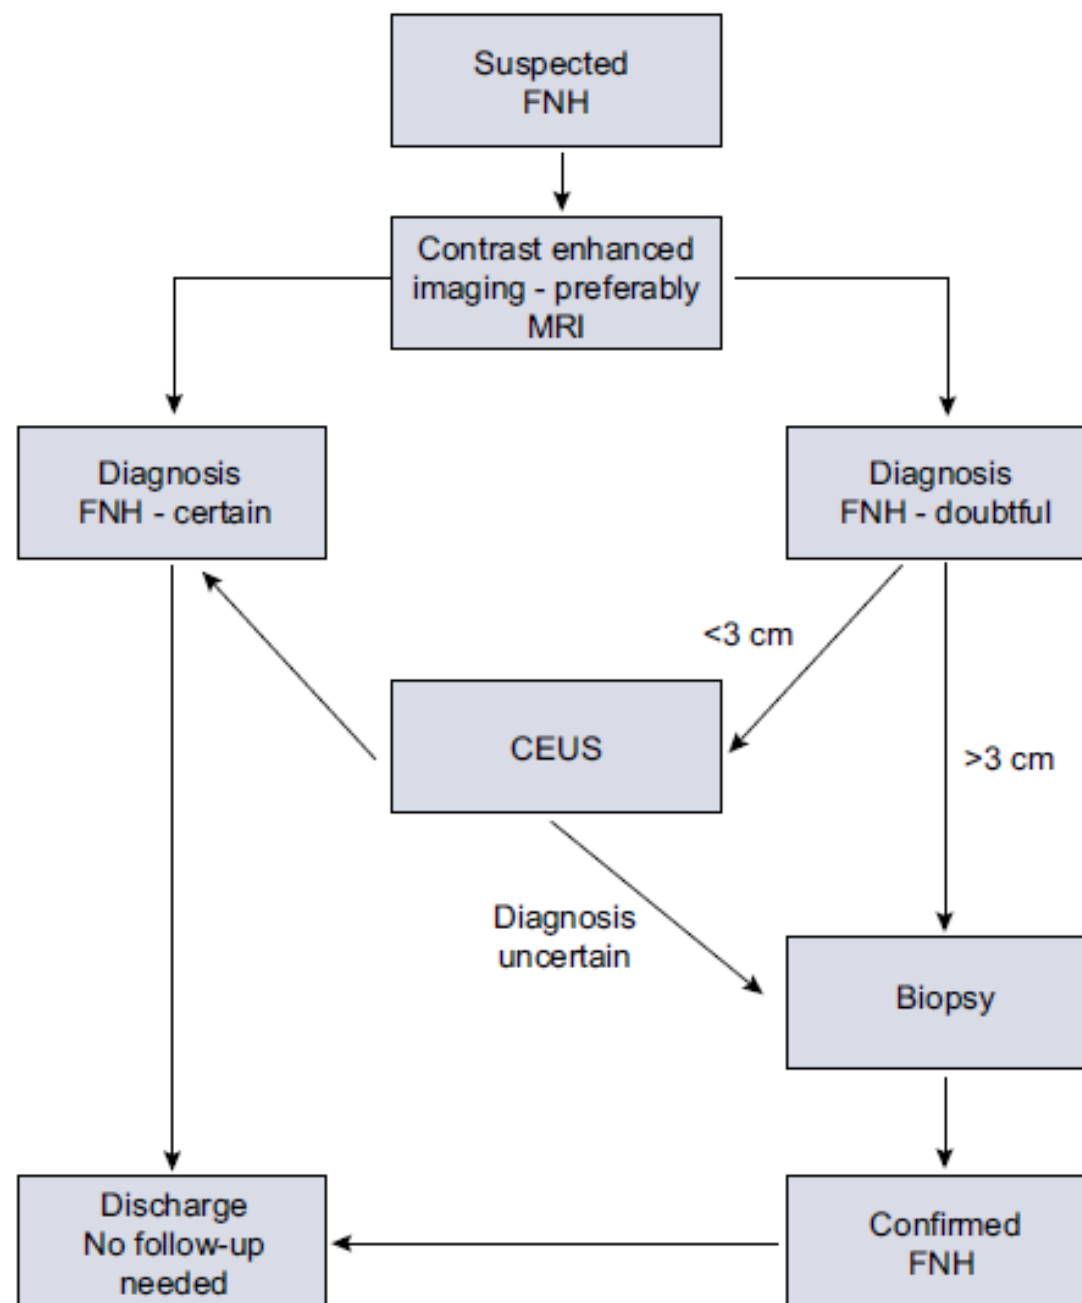 Suspected
FNH
Contrast enhanced
imaging - preferably
MRI
Diagnosis
FNH - certain
Diagnosis
FNH - doubtful
<3 cm
CEUS
>3 cm
Diagnosis
uncertain
Biopsy
Discharge
No follow-up
needed
Confirmed
FNH